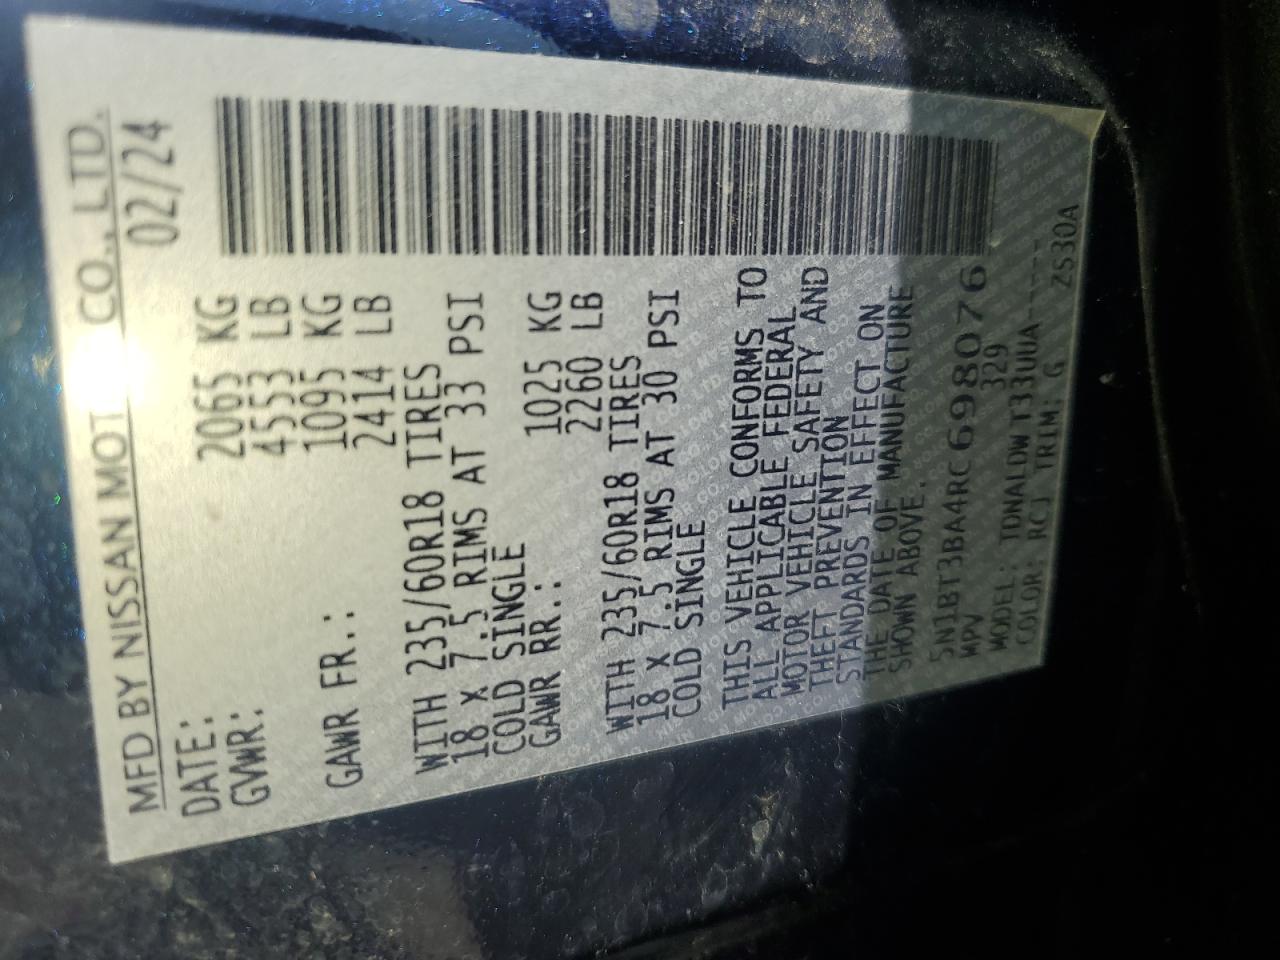 MFD BY NISSAN MOT CO., LTD.
DATE: 02/24
GVWR: 2065 KG
4553 LB
GAWR FR.: 1095 KG
2414 LB
WITH 235/60R18 TIRES
18 X 7.5 RIMS AT 33 PSI
COLD SINGLE
GAWR RR.: 1025 KG
2260 LB
WITH 235/60R18 TIRES
18 X 7.5 RIMS AT 30 PSI
COLD SINGLE
THIS VEHICLE CONFORMS TO
ALL APPLICABLE FEDERAL
MOTOR VEHICLE SAFETY AND
THEFT PREVENTION
STANDARDS IN EFFECT ON
THE DATE OF MANUFACTURE
SHOWN ABOVE.
5N1BT3BA4RC698076
MPV 329
MODEL: TDNALDWT33UUA-----
COLOR: RCJ TRIM: G ZS30A